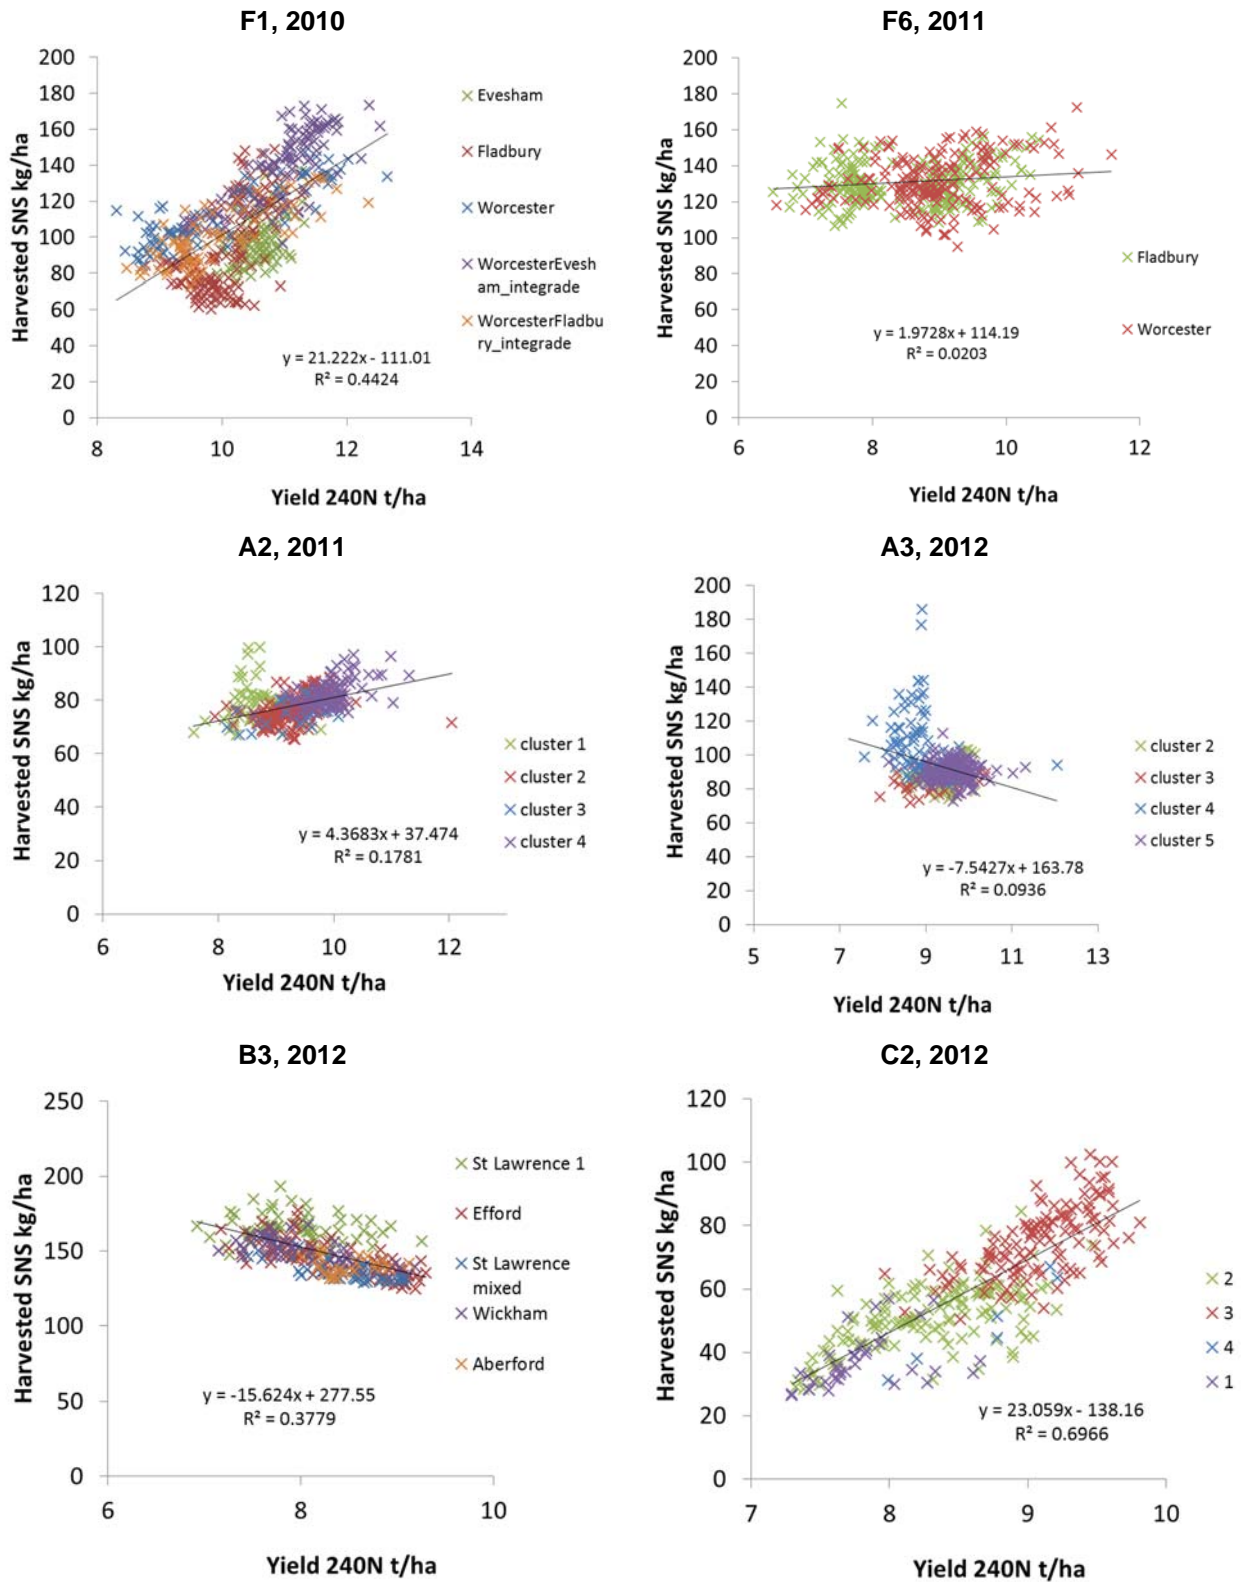 F1, 2010
200
180
160
140
120
100
80
60
40
20
0
8
10
12
14
Harvested SNS kg/ha
Yield 240N t/ha
Evesham
Fladbury
Worcester
WorcesterEvesh
am_integrade
WorcesterFladbu
ry_integrade
y = 21.222x - 111.01
R² = 0.4424
F6, 2011
200
180
160
140
120
100
80
60
40
20
0
6
8
10
12
Harvested SNS kg/ha
Yield 240N t/ha
Fladbury
Worcester
y = 1.9728x + 114.19
R² = 0.0203
A2, 2011
120
100
80
60
40
20
0
6
8
10
12
Harvested SNS kg/ha
Yield 240N t/ha
cluster 1
cluster 2
cluster 3
cluster 4
y = 4.3683x + 37.474
R² = 0.1781
A3, 2012
200
180
160
140
120
100
80
60
40
20
0
5
7
9
11
13
Harvested SNS kg/ha
Yield 240N t/ha
cluster 2
cluster 3
cluster 4
cluster 5
y = -7.5427x + 163.78
R² = 0.0936
B3, 2012
250
200
150
100
50
0
6
8
10
Harvested SNS kg/ha
Yield 240N t/ha
St Lawrence 1
Efford
St Lawrence
mixed
Wickham
Aberford
y = -15.624x + 277.55
R² = 0.3779
C2, 2012
120
100
80
60
40
20
0
7
8
9
10
Harvested SNS kg/ha
Yield 240N t/ha
2
3
4
1
y = 23.059x - 138.16
R² = 0.6966